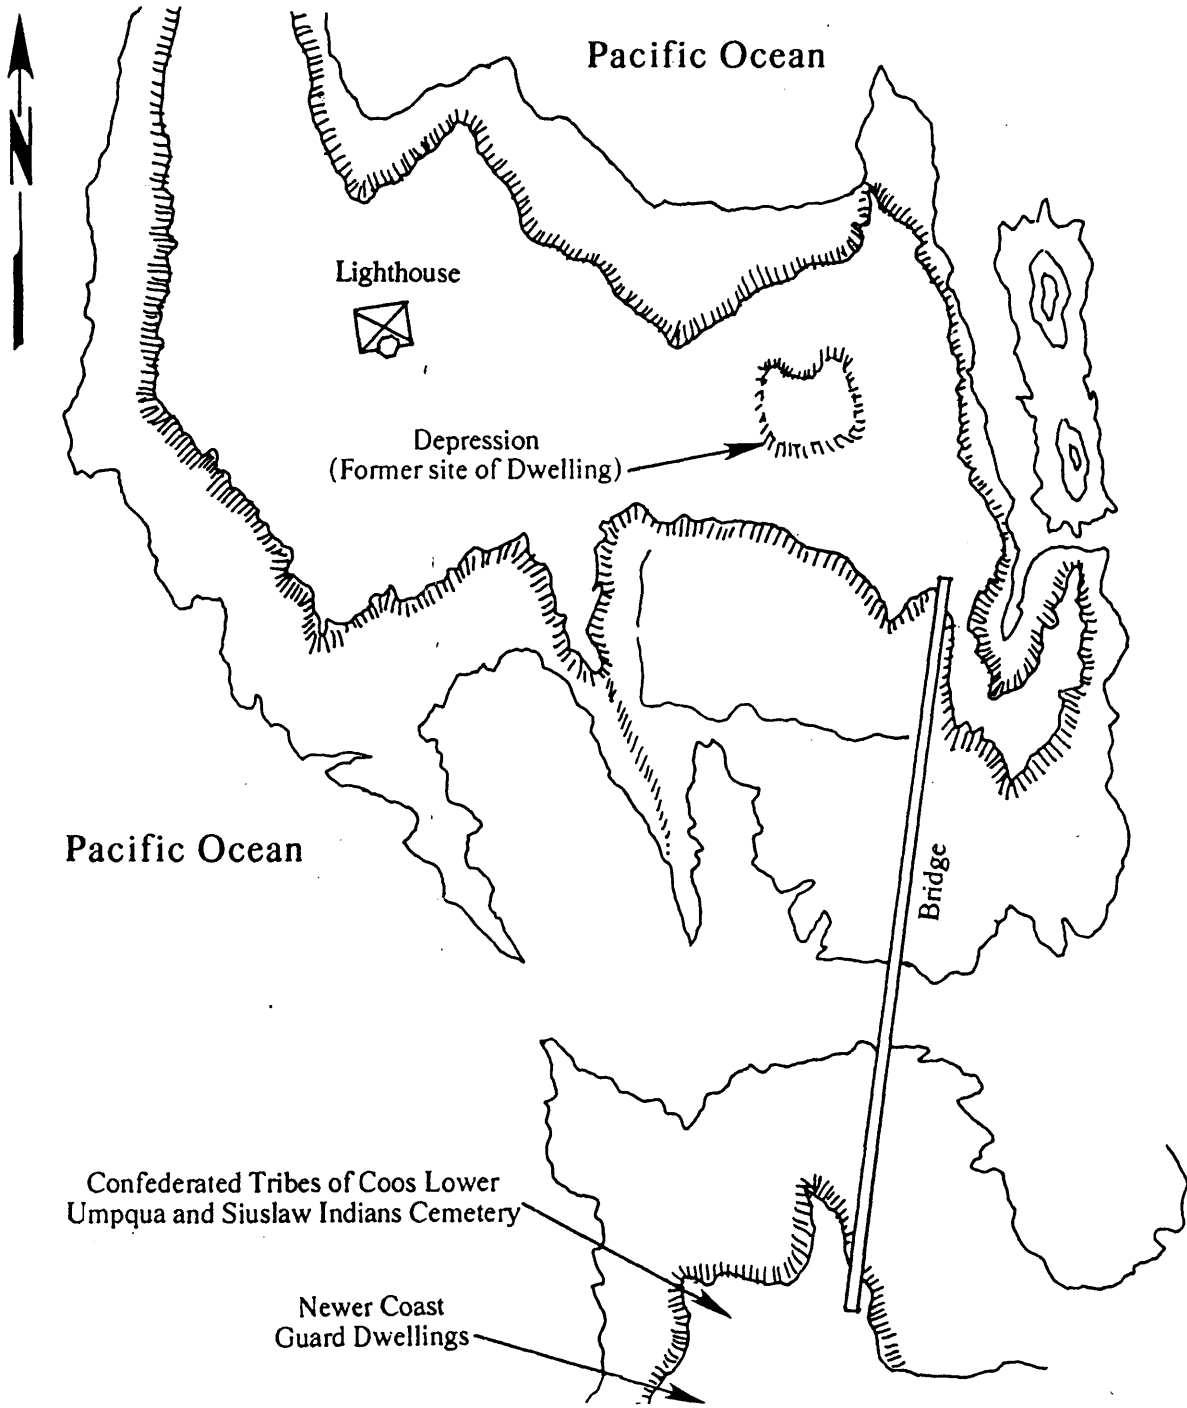 Pacific Ocean
N
Lighthouse
Depression
(Former site of Dwelling)
Pacific Ocean
Bridge
Confederated Tribes of Coos Lower
Umpqua and Siuslaw Indians Cemetery
Newer Coast
Guard Dwellings